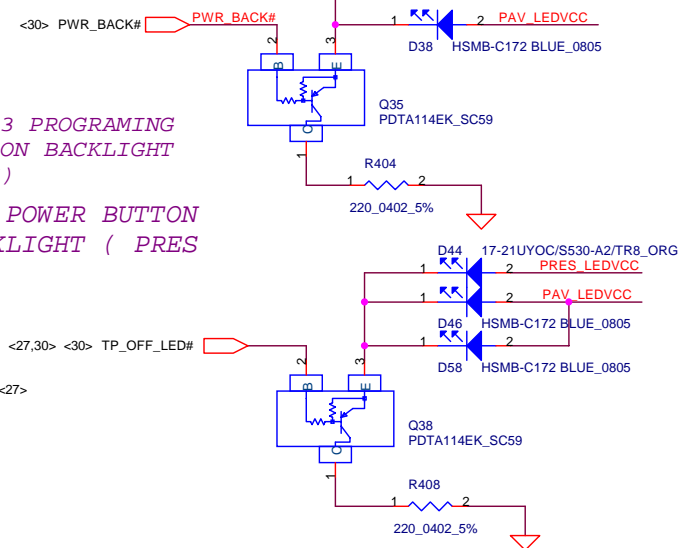 <30> PWR_BACK# PWR_BACK# 1 2 PAV_LEDVCC
D38 HSMB-C172 BLUE_0805
2 3
B E
Q35
PDTA114EK_SC59
3 PROGRAMING
ON BACKLIGHT
)
C
1
R404
1 2
220_0402_5%
POWER BUTTON
KLIGHT ( PRES
D44 17-21UYOC/S530-A2/TR8_ORG
1 2 PRES_LEDVCC
1 2 PAV_LEDVCC
D46 HSMB-C172 BLUE_0805
<27,30> <30> TP_OFF_LED# 1 2
D58 HSMB-C172 BLUE_0805
2 3
<27>
B E
Q38
PDTA114EK_SC59
C
1
R408
1 2
220_0402_5%